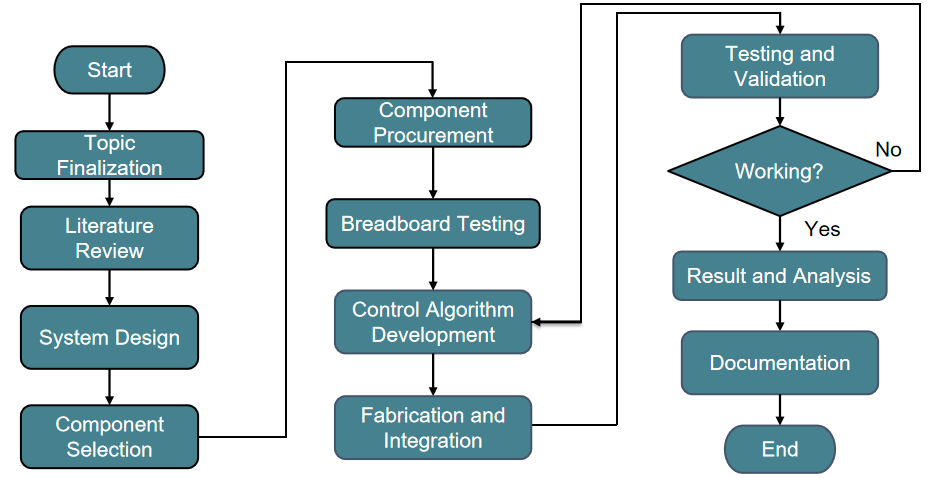 Start
Topic
Finalization
Literature
Review
System Design
Component
Selection
Component
Procurement
Breadboard Testing
Control Algorithm
Development
Fabrication and
Integration
Testing and
Validation
Working?
No
Yes
Result and Analysis
Documentation
End